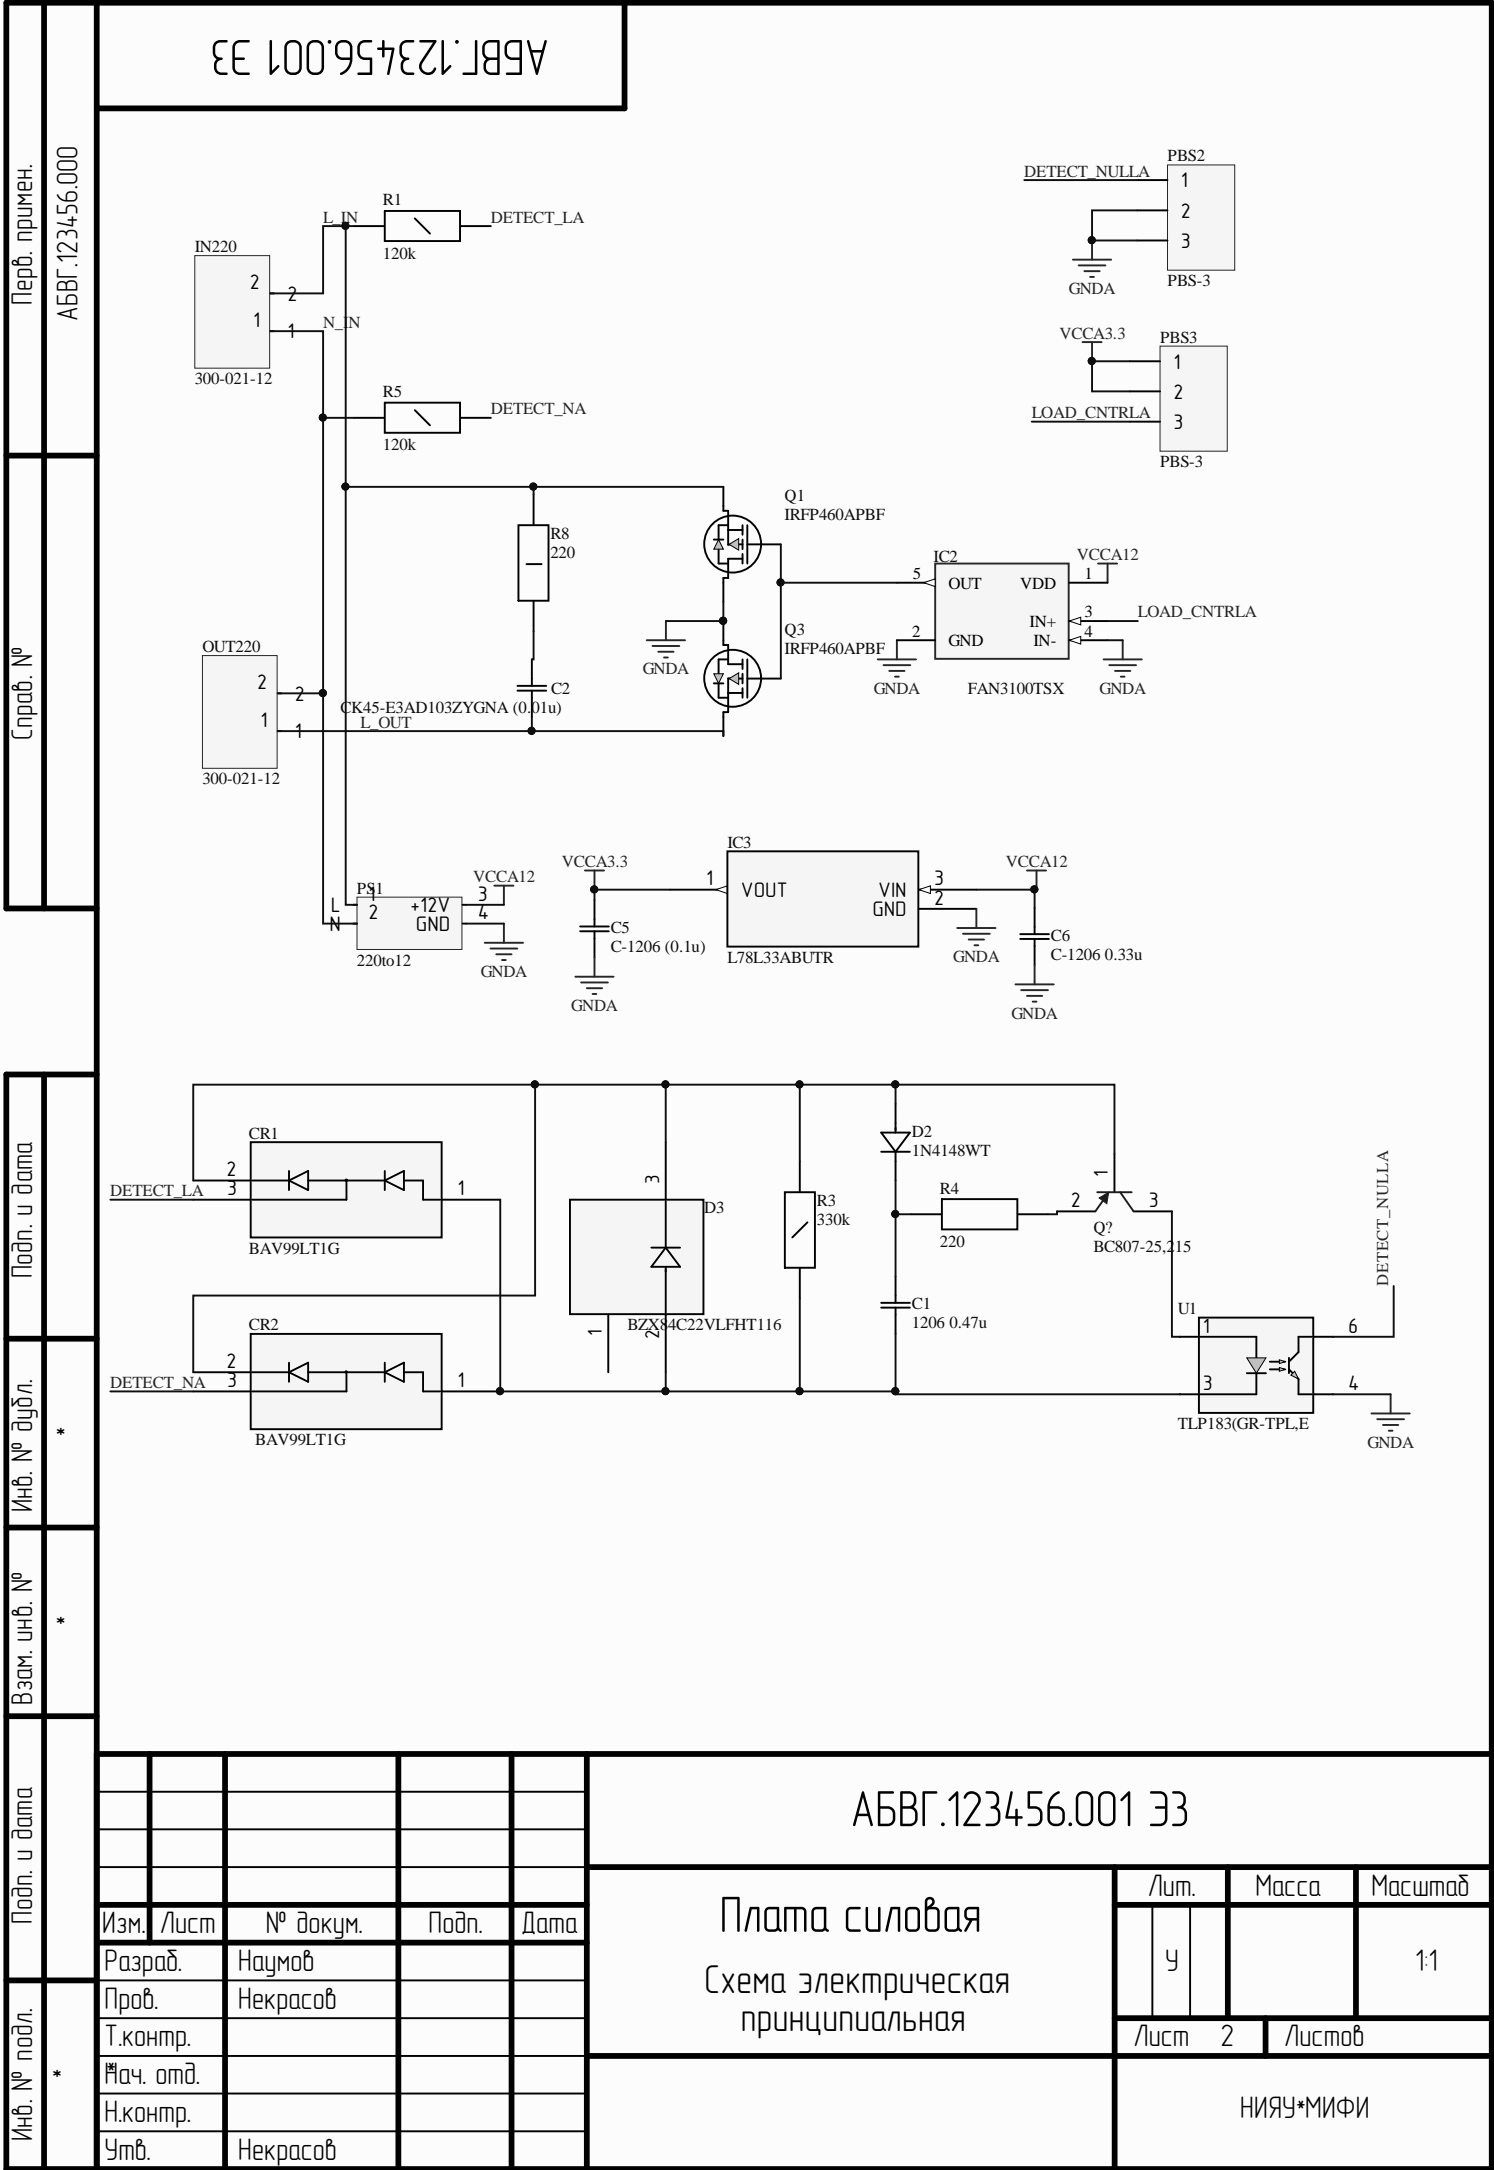 АБВГ.123456.001 Э3
Перв. примен.
АБВГ.123456.000
Справ. №
Подп. и дата
Инв. № дубл.
*
Взам. инв. №
*
Подп. и дата
Инв. № подл.
*
IN220
2
1
2
1
300-021-12
L_IN
N_IN
R1
120k
DETECT_LA
R5
120k
DETECT_NA
PBS2
DETECT_NULLA
1
2
3
GNDA
PBS-3
VCCA3.3
PBS3
1
2
LOAD_CNTRLA
3
PBS-3
R8
220
C2
CK45-E3AD103ZYGNA (0.01u)
L_OUT
OUT220
2
1
2
1
300-021-12
Q1
IRFP460APBF
Q3
IRFP460APBF
GNDA
IC2
VCCA12
5
OUT
VDD
1
IN+
3
LOAD_CNTRLA
2
GND
IN-
4
GNDA
FAN3100TSX
GNDA
PS1
L
N
1
2
+12V
GND
3
4
VCCA12
GNDA
220to12
VCCA3.3
C5
C-1206 (0.1u)
GNDA
IC3
1
VOUT
VIN
GND
3
2
L78L33ABUTR
GNDA
VCCA12
C6
C-1206 0.33u
GNDA
CR1
2
3
DETECT_LA
1
BAV99LT1G
CR2
2
3
DETECT_NA
1
BAV99LT1G
3
D3
1
2
BZX84C22VLFHT116
R3
330k
D2
1N4148WT
R4
220
C1
1206 0.47u
1
2
3
Q?
BC807-25,215
DETECT_NULLA
U1
1
3
6
4
TLP183(GR-TPL,E
GNDA
АБВГ.123456.001 Э3
Изм.
Лист
№ докум.
Подп.
Дата
Разраб.
Наумов
Пров.
Некрасов
Т.контр.
*
Нач. отд.
Н.контр.
Утв.
Некрасов
Плата силовая
Схема электрическая
принципиальная
Лит.
Масса
Масштаб
У
1:1
Лист 2
Листов
НИЯУ*МИФИ